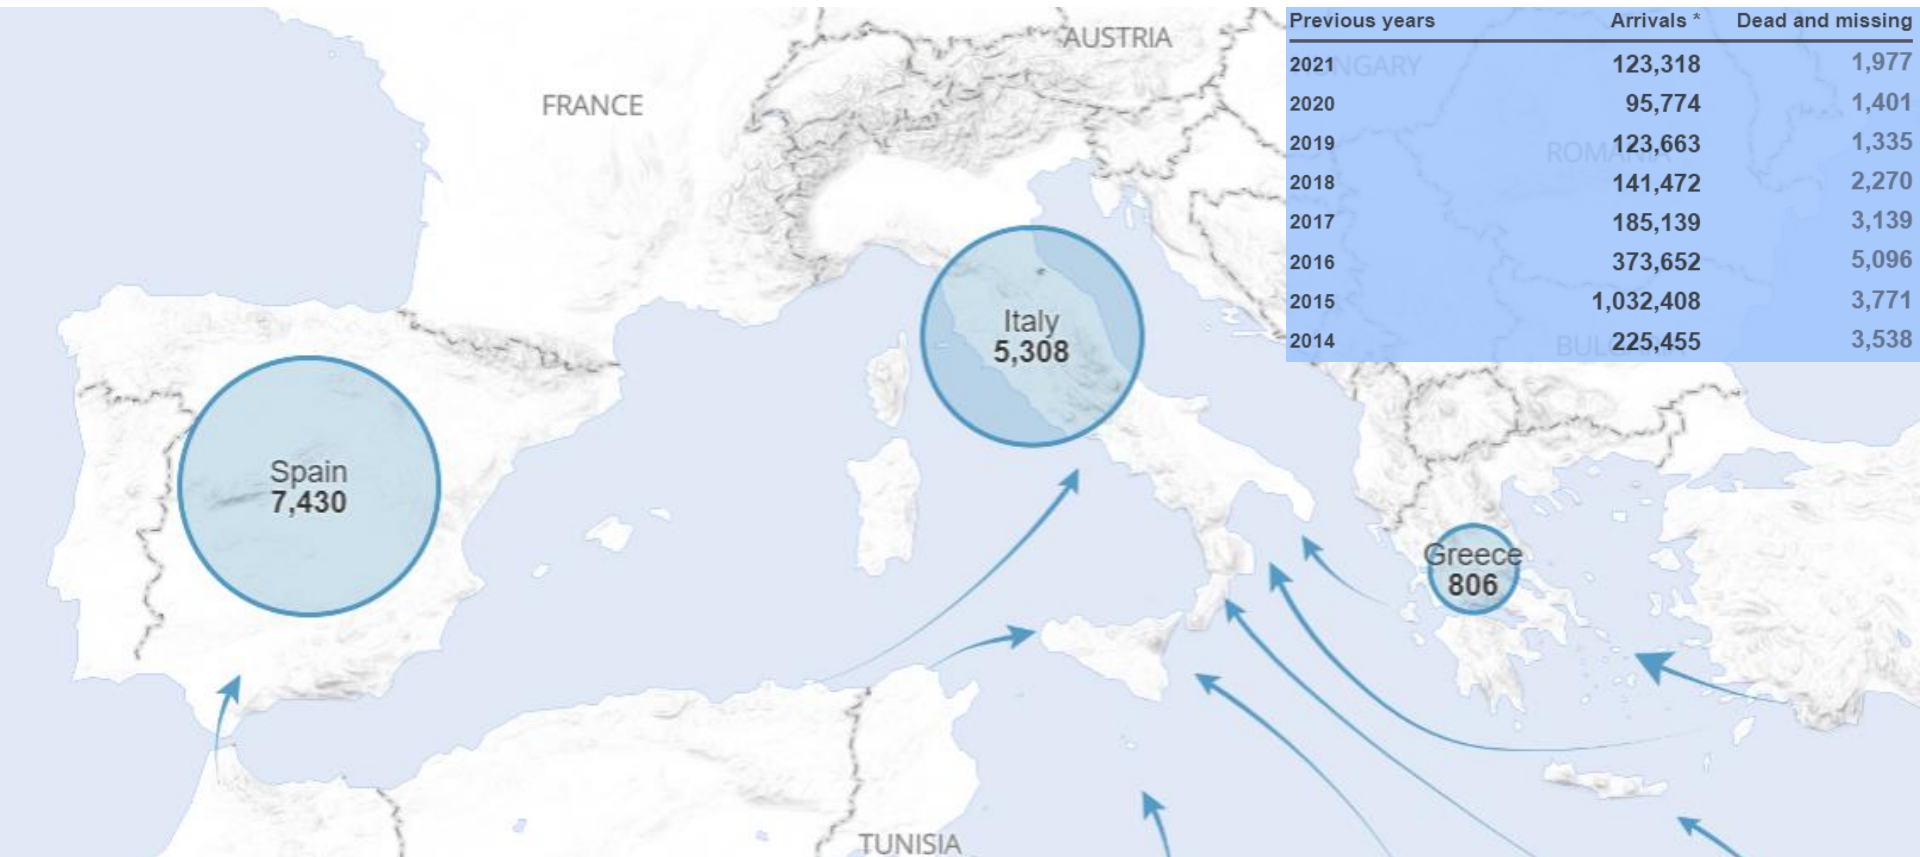 Previous years Arrivals * Dead and missing
2021 123,318 1,977
2020 95,774 1,401
2019 123,663 1,335
2018 141,472 2,270
2017 185,139 3,139
2016 373,652 5,096
2015 1,032,408 3,771
2014 225,455 3,538
AUSTRIA
HUNGARY
FRANCE
ROMANIA
Italy
5,308
BULGARIA
Spain
7,430
Greece
806
TUNISIA